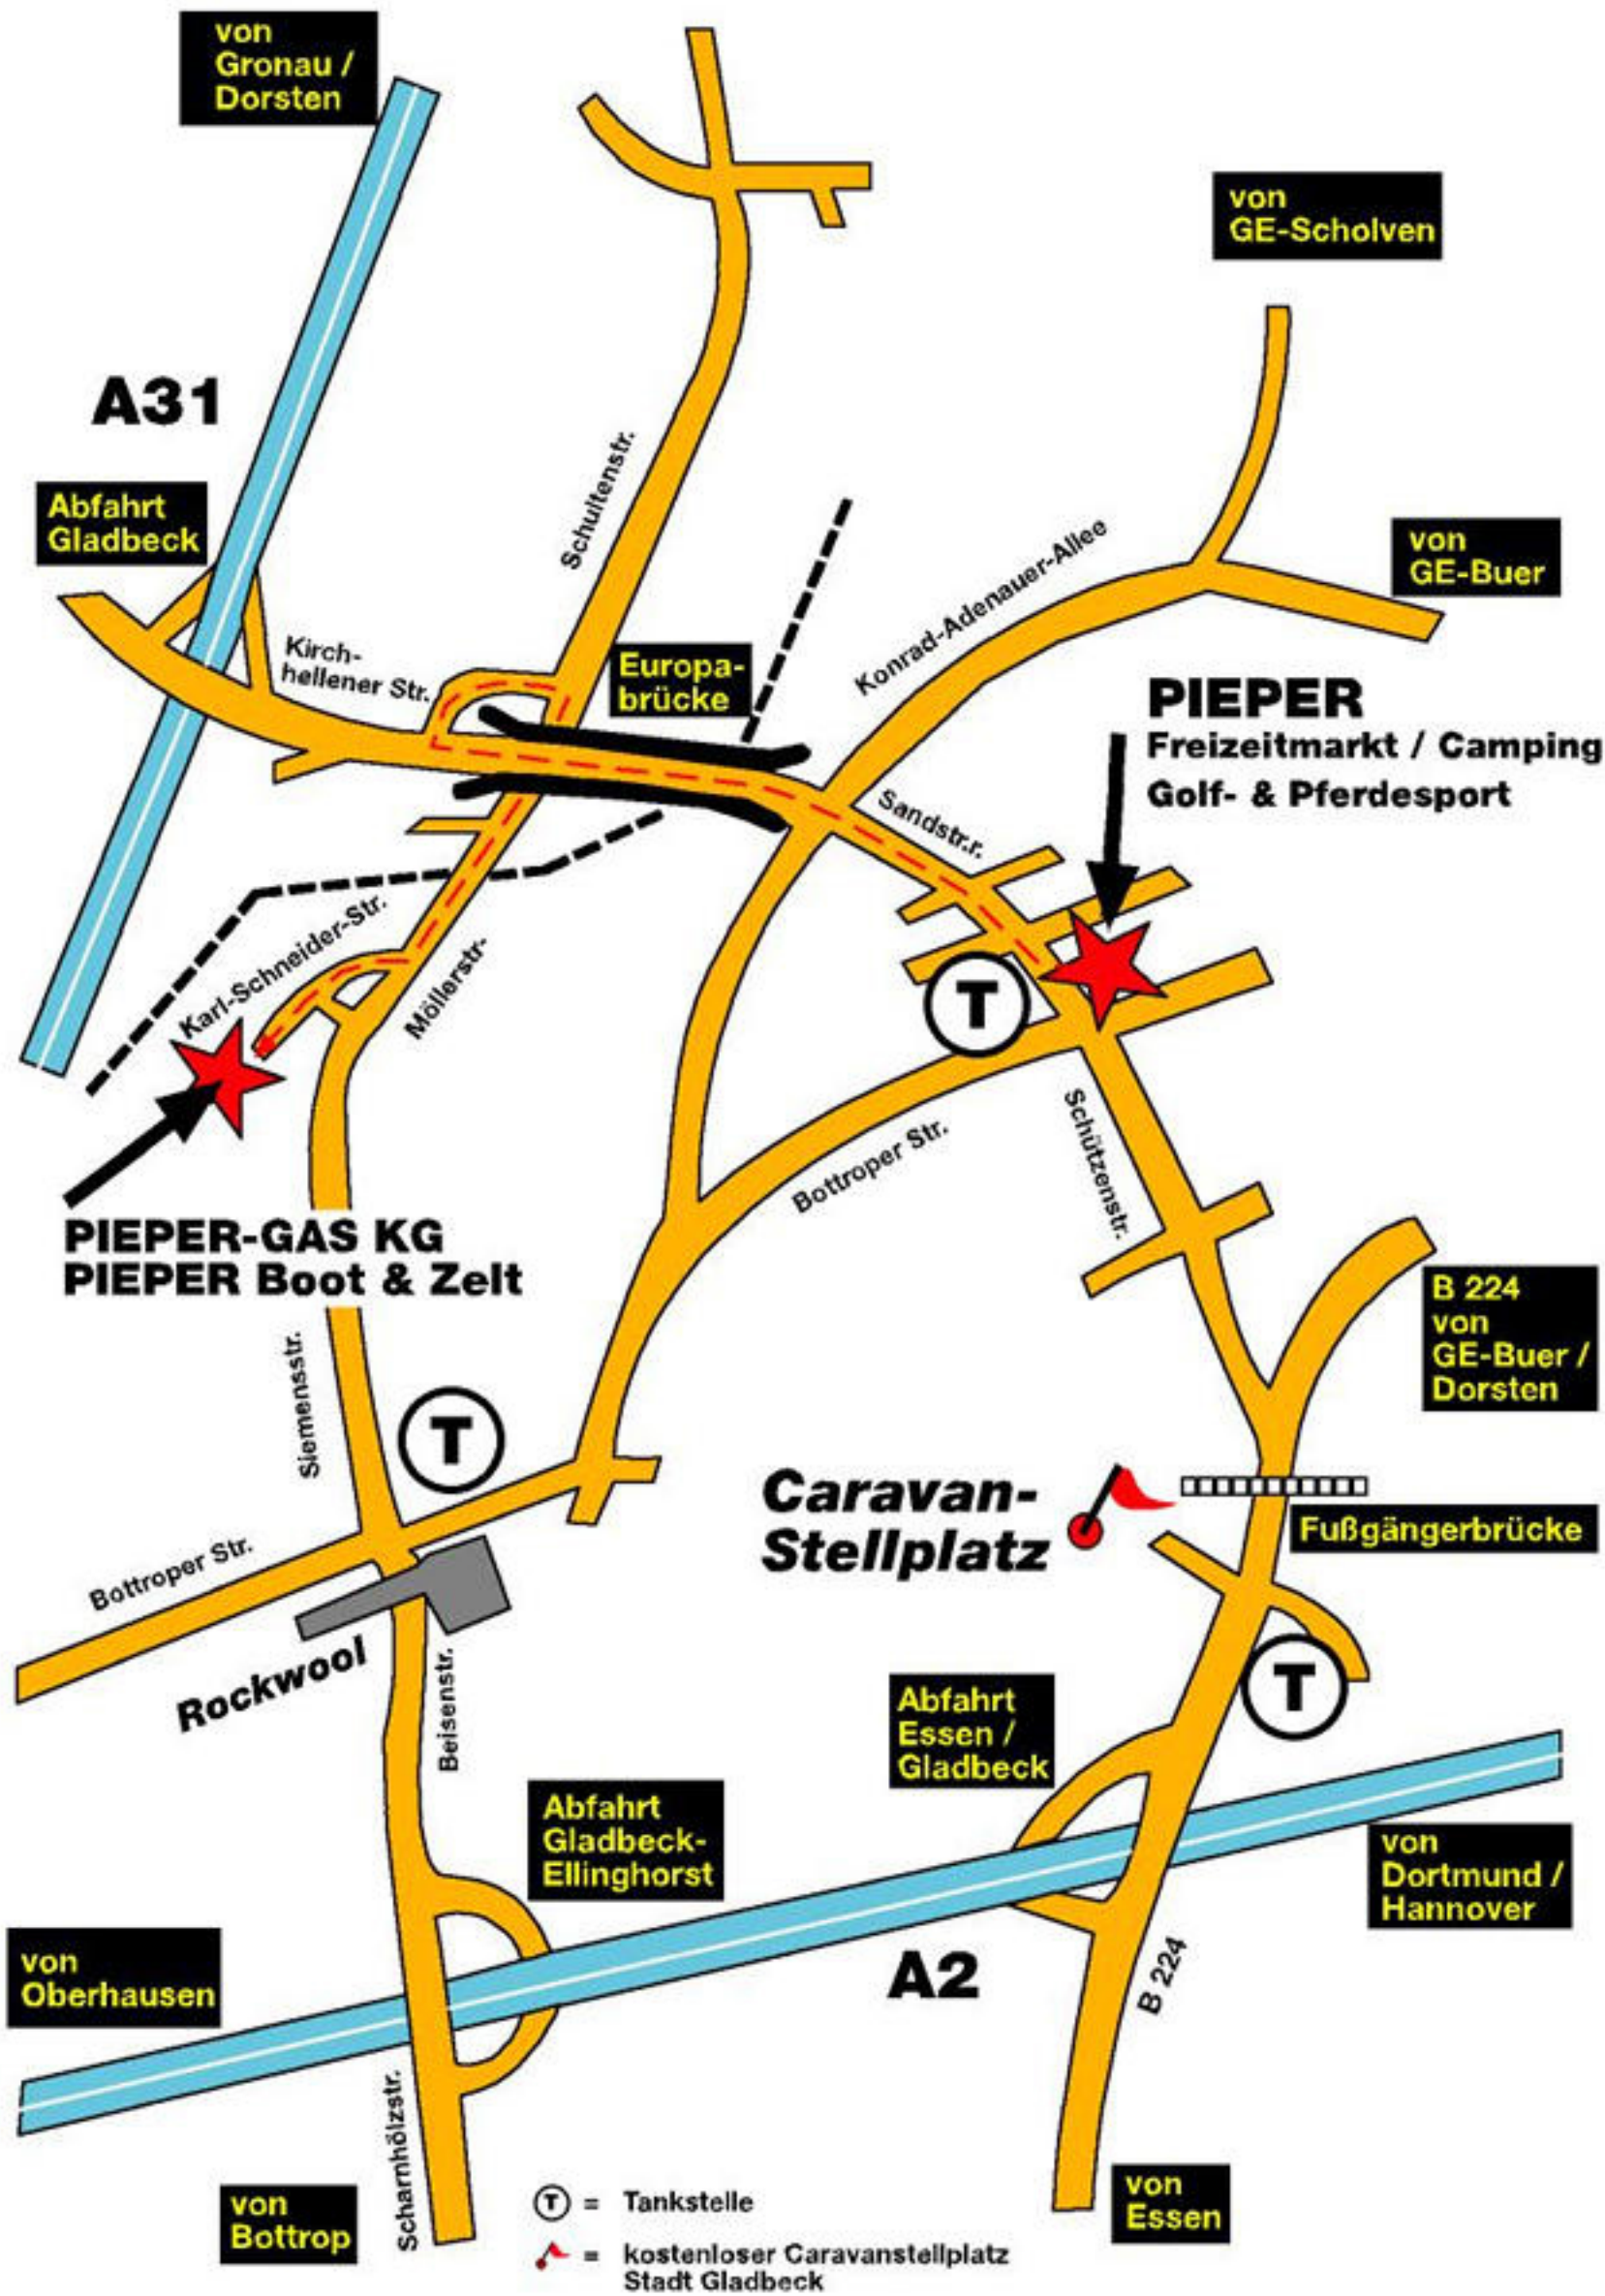 von
Gronau /
Dorsten
von
GE-Scholven
A31
Abfahrt
Gladbeck
Schultenstr.
Konrad-Adenauer-Allee
von
GE-Buer
Kirch-
hellener Str.
Europa-
brücke
PIEPER
Freizeitmarkt / Camping
Golf- & Pferdesport
Sandstr.r.
Karl-Schneider-Str.
Möllerstr-
T
PIEPER-GAS KG
PIEPER Boot & Zelt
Bottroper Str.
Schützenstr.
B 224
von
GE-Buer /
Dorsten
Siemensstr.
T
Caravan-
Stellplatz
Fußgängerbrücke
Bottroper Str.
Rockwool
Beisenstr.
T
Abfahrt
Essen /
Gladbeck
Abfahrt
Gladbeck-
Ellinghorst
von
Dortmund /
Hannover
von
Oberhausen
A2
B 224
Scharnhölzstr.
von
Bottrop
von
Essen
T = Tankstelle
= kostenloser Caravanstellplatz
Stadt Gladbeck